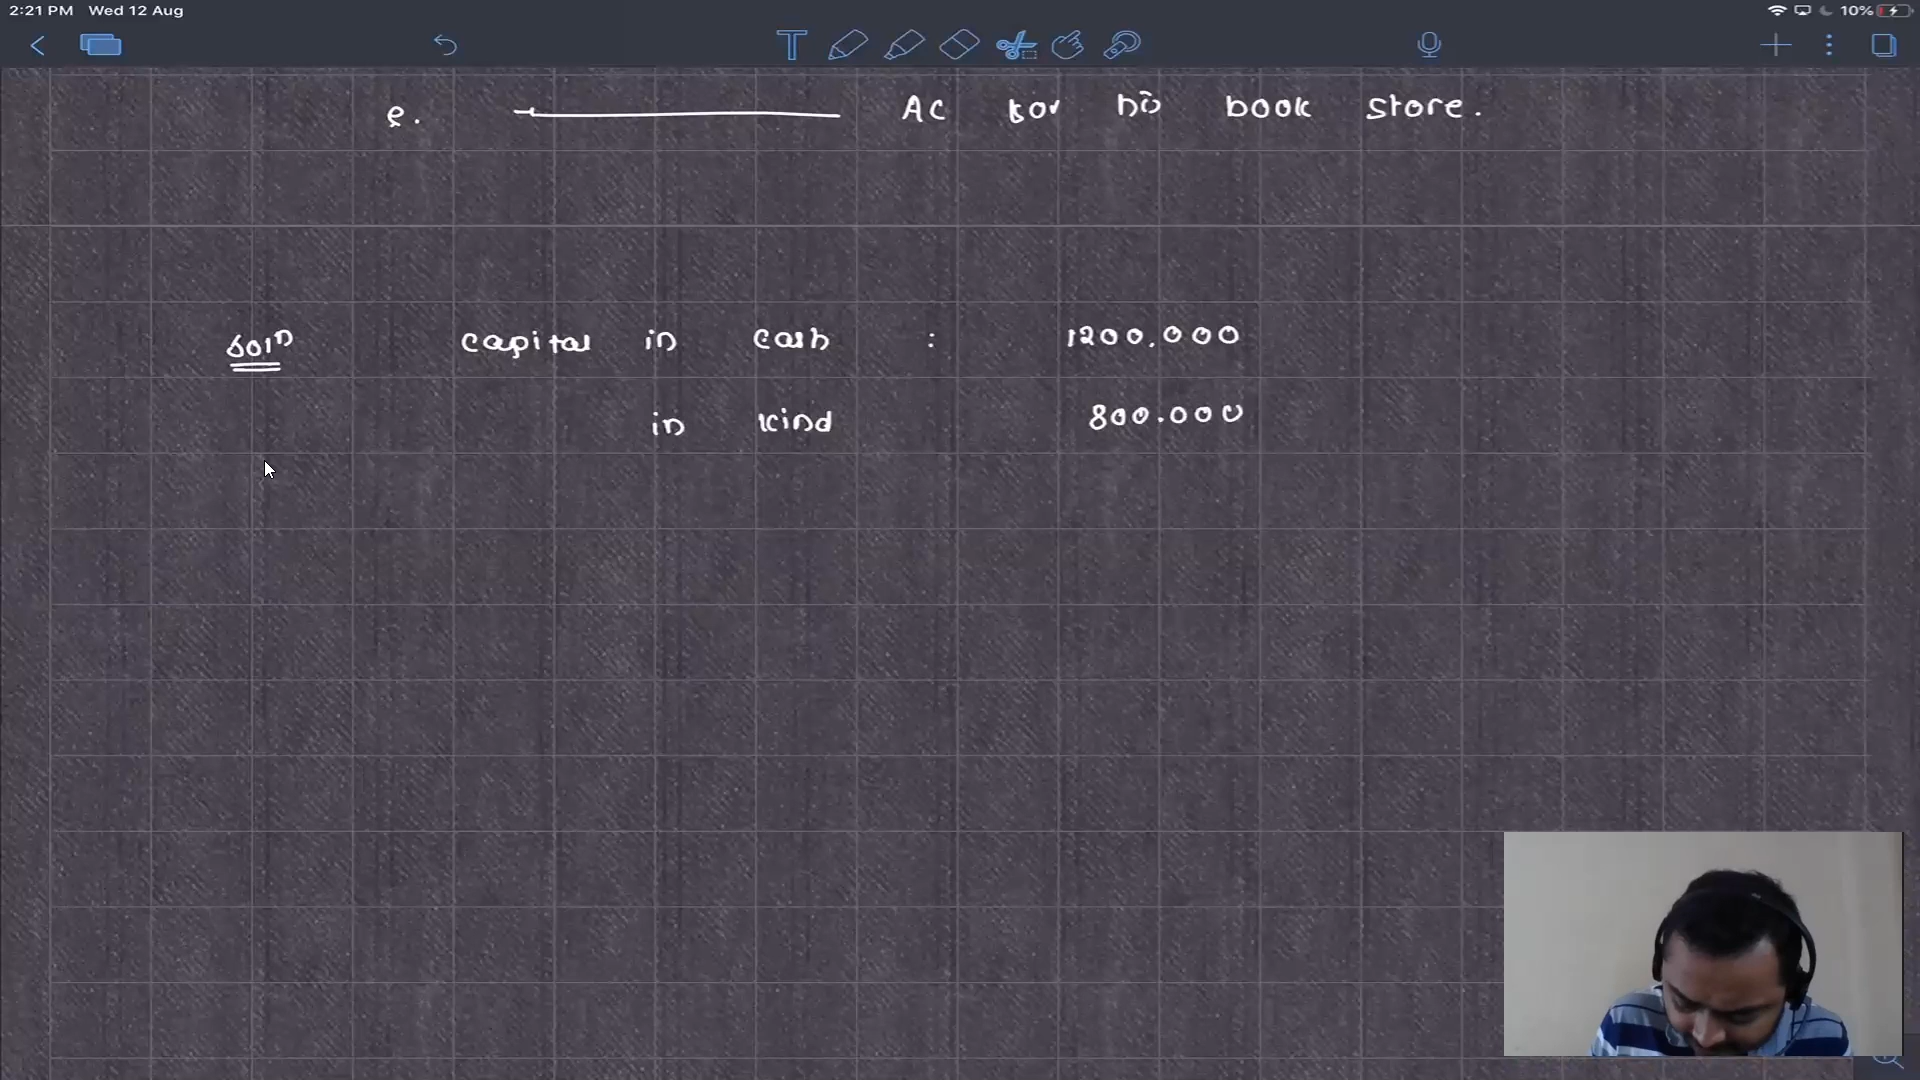 2:21 PM Wed 12 Aug 10%
T
e. AC for his book store.
Solⁿ capital in cash : 1200.000
in kind 800.000